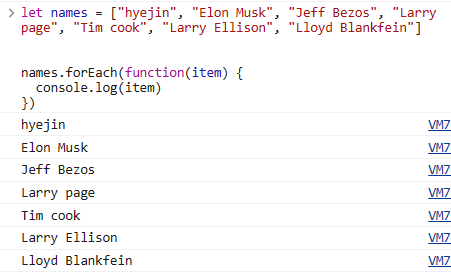 > let names = ["hyejin", "Elon Musk", "Jeff Bezos", "Larry
page", "Tim cook", "Larry Ellison", "Lloyd Blankfein"]
names.forEach(function(item) {
  console.log(item)
})
hyejin VM7
Elon Musk VM7
Jeff Bezos VM7
Larry page VM7
Tim cook VM7
Larry Ellison VM7
Lloyd Blankfein VM7